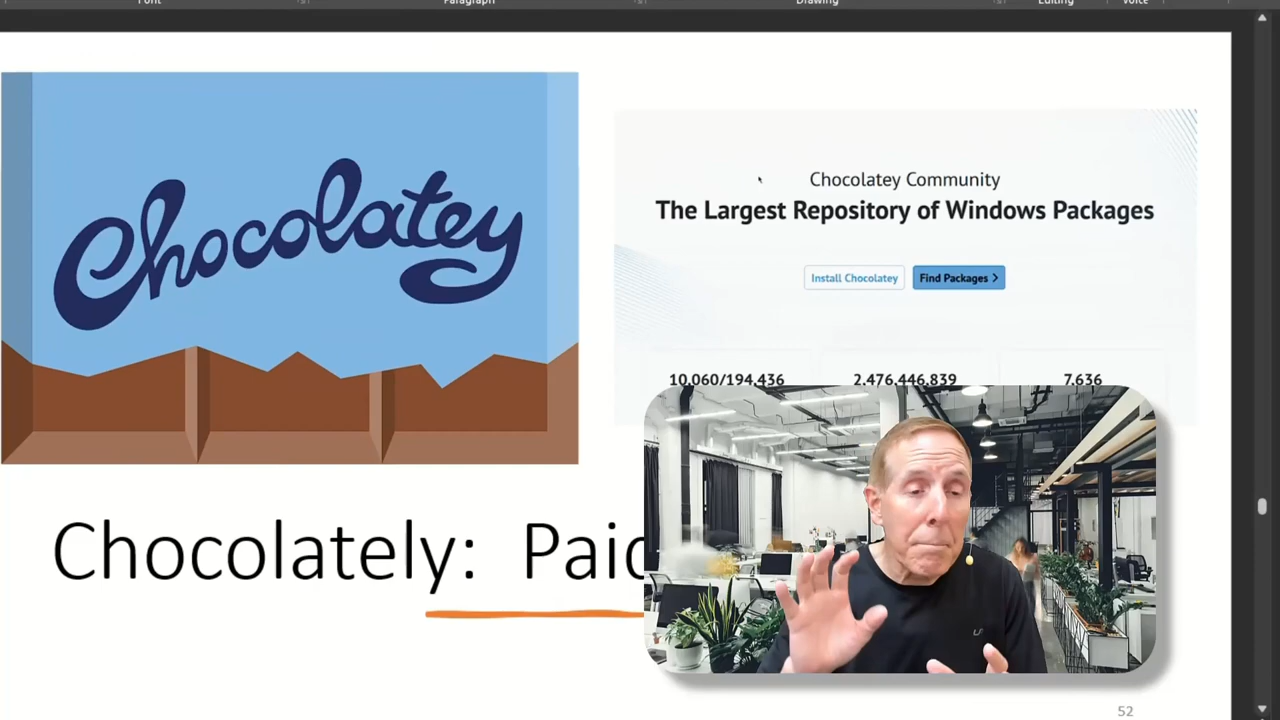 Font
Paragraph
Drawing
Editing
Voice
Chocolatey
Chocolatey Community
The Largest Repository of Windows Packages
Install Chocolatey
Find Packages
10,060/194,436
2,476,446,839
7,636
Chocolately: Paid
52